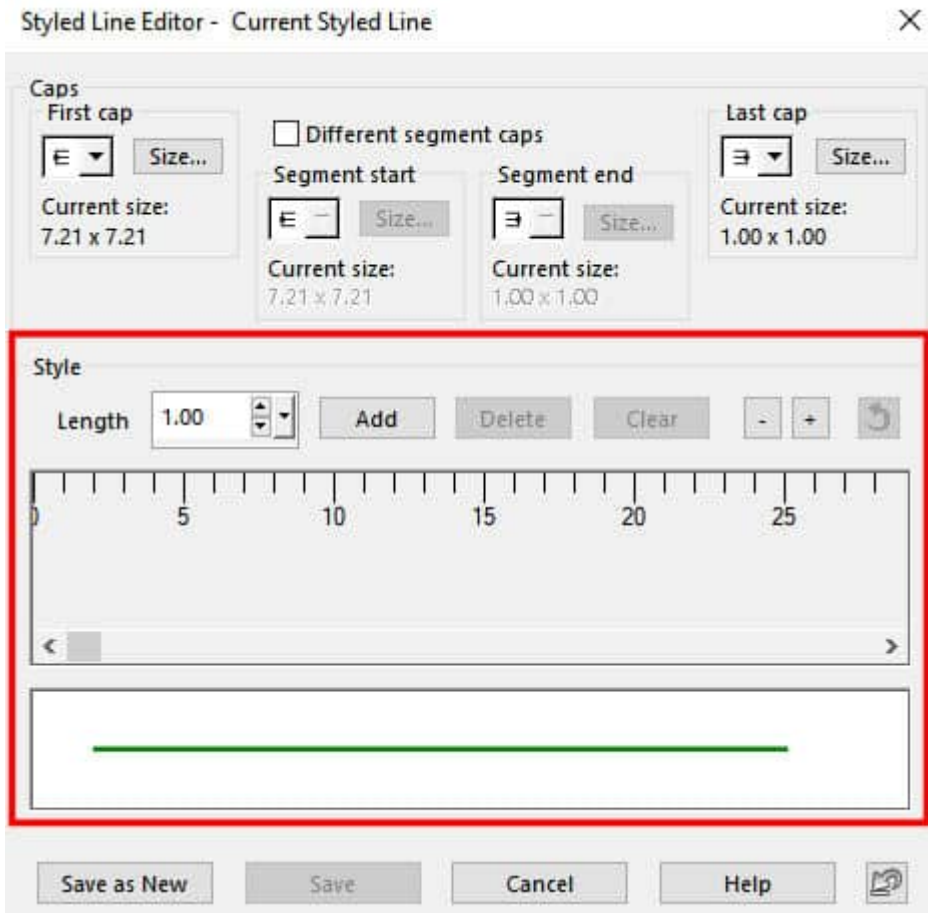 Styled Line Editor - Current Styled Line
Caps
First cap
Size...
Current size:
7.21 x 7.21
Different segment caps
Segment start
Size...
Current size:
7.21 x 7.21
Segment end
Size...
Current size:
1.00 x 1.00
Last cap
Size...
Current size:
1.00 x 1.00
Style
Length 1.00 Add Delete Clear - +
0 5 10 15 20 25
Save as New Save Cancel Help